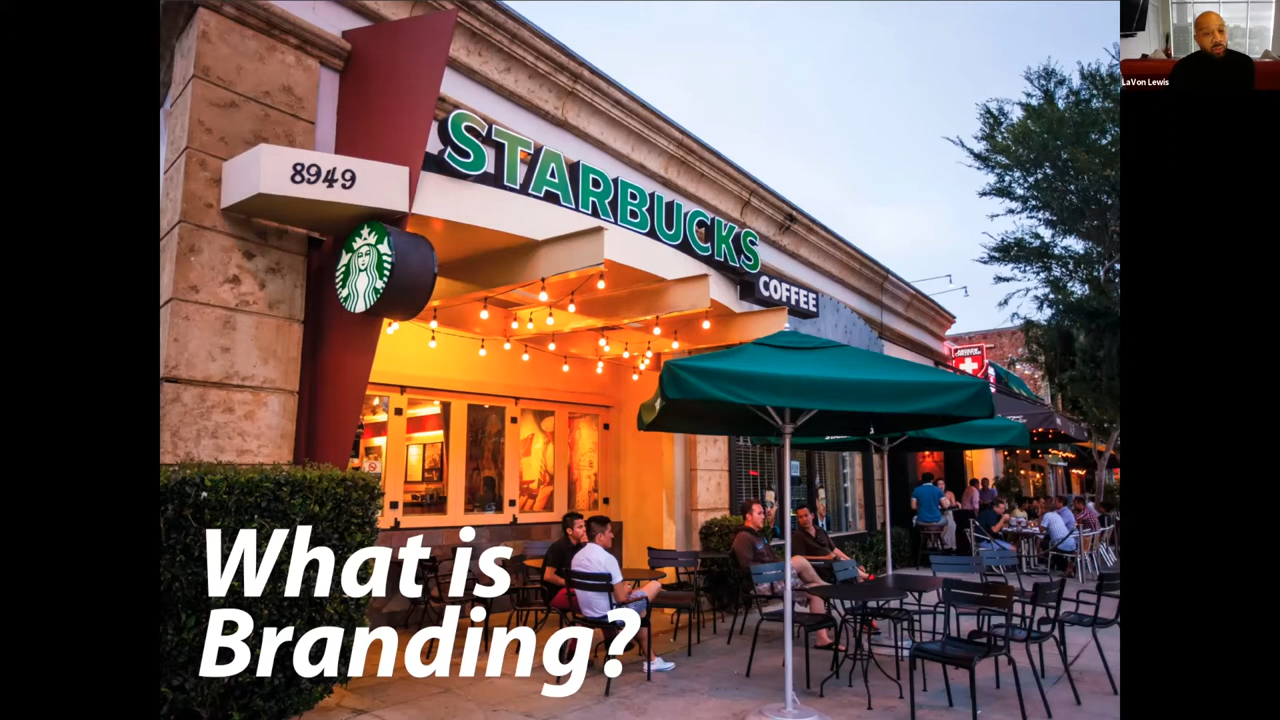 8949
STARBUCKS
COFFEE
What is
Branding?
LaVon Lewis